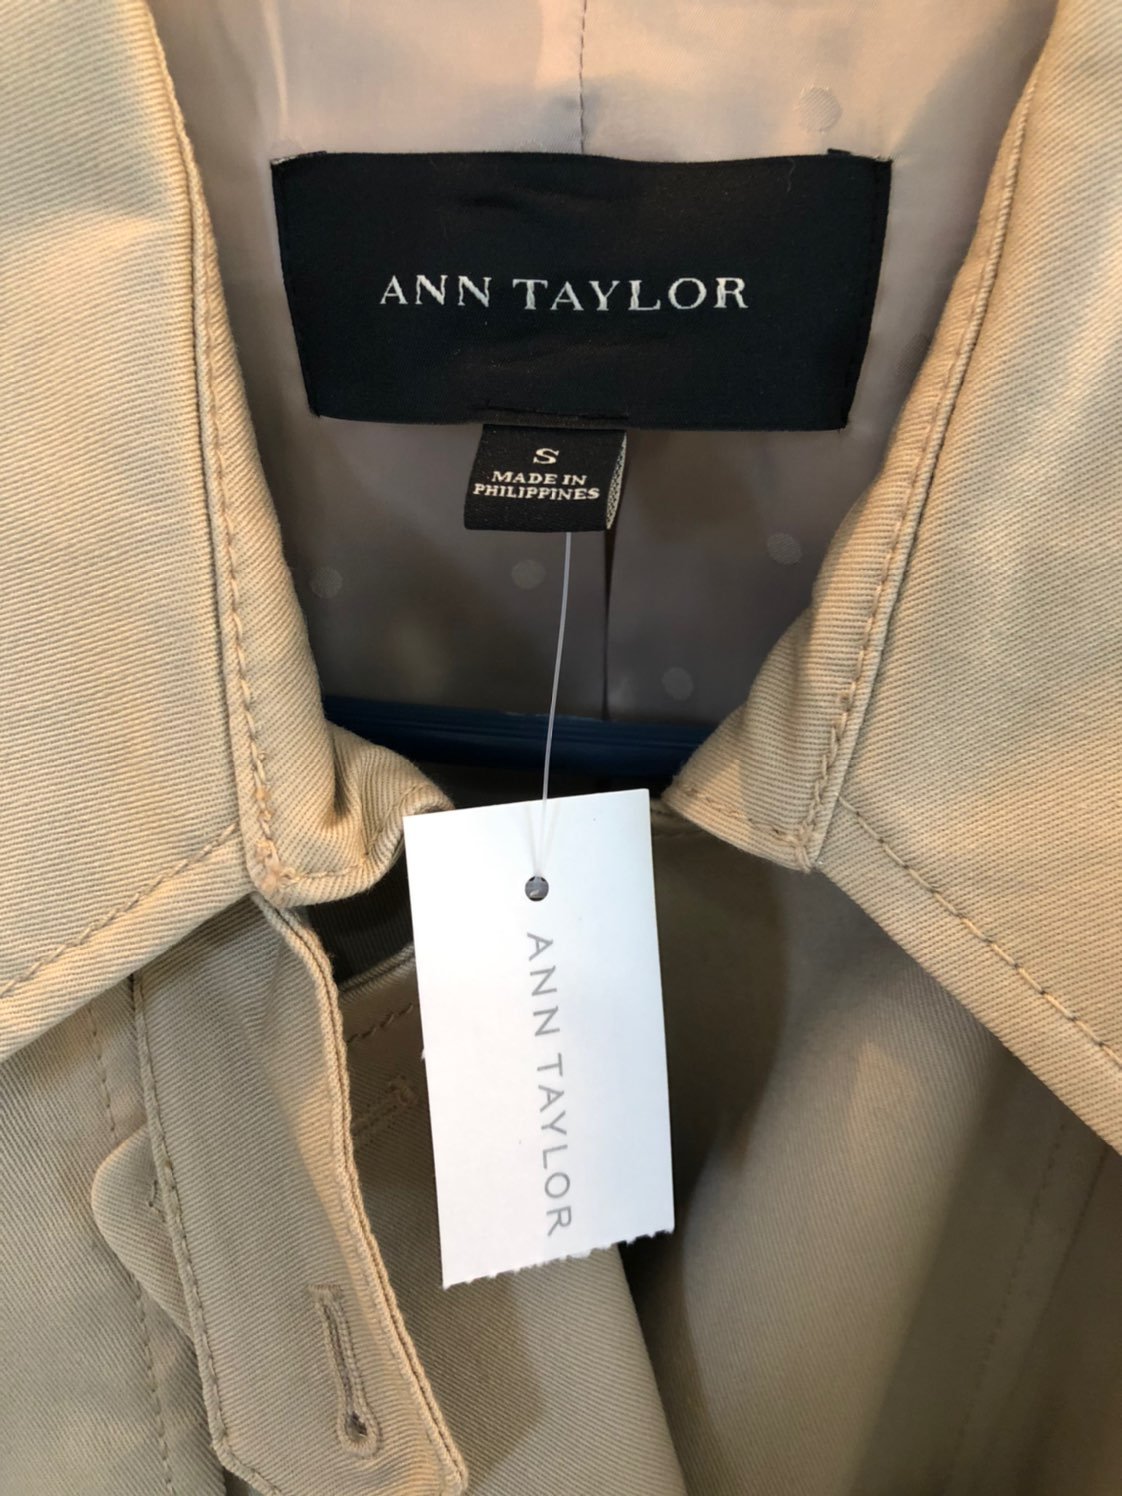 ANN TAYLOR
S
MADE IN
PHILIPPINES
ANN TAYLOR